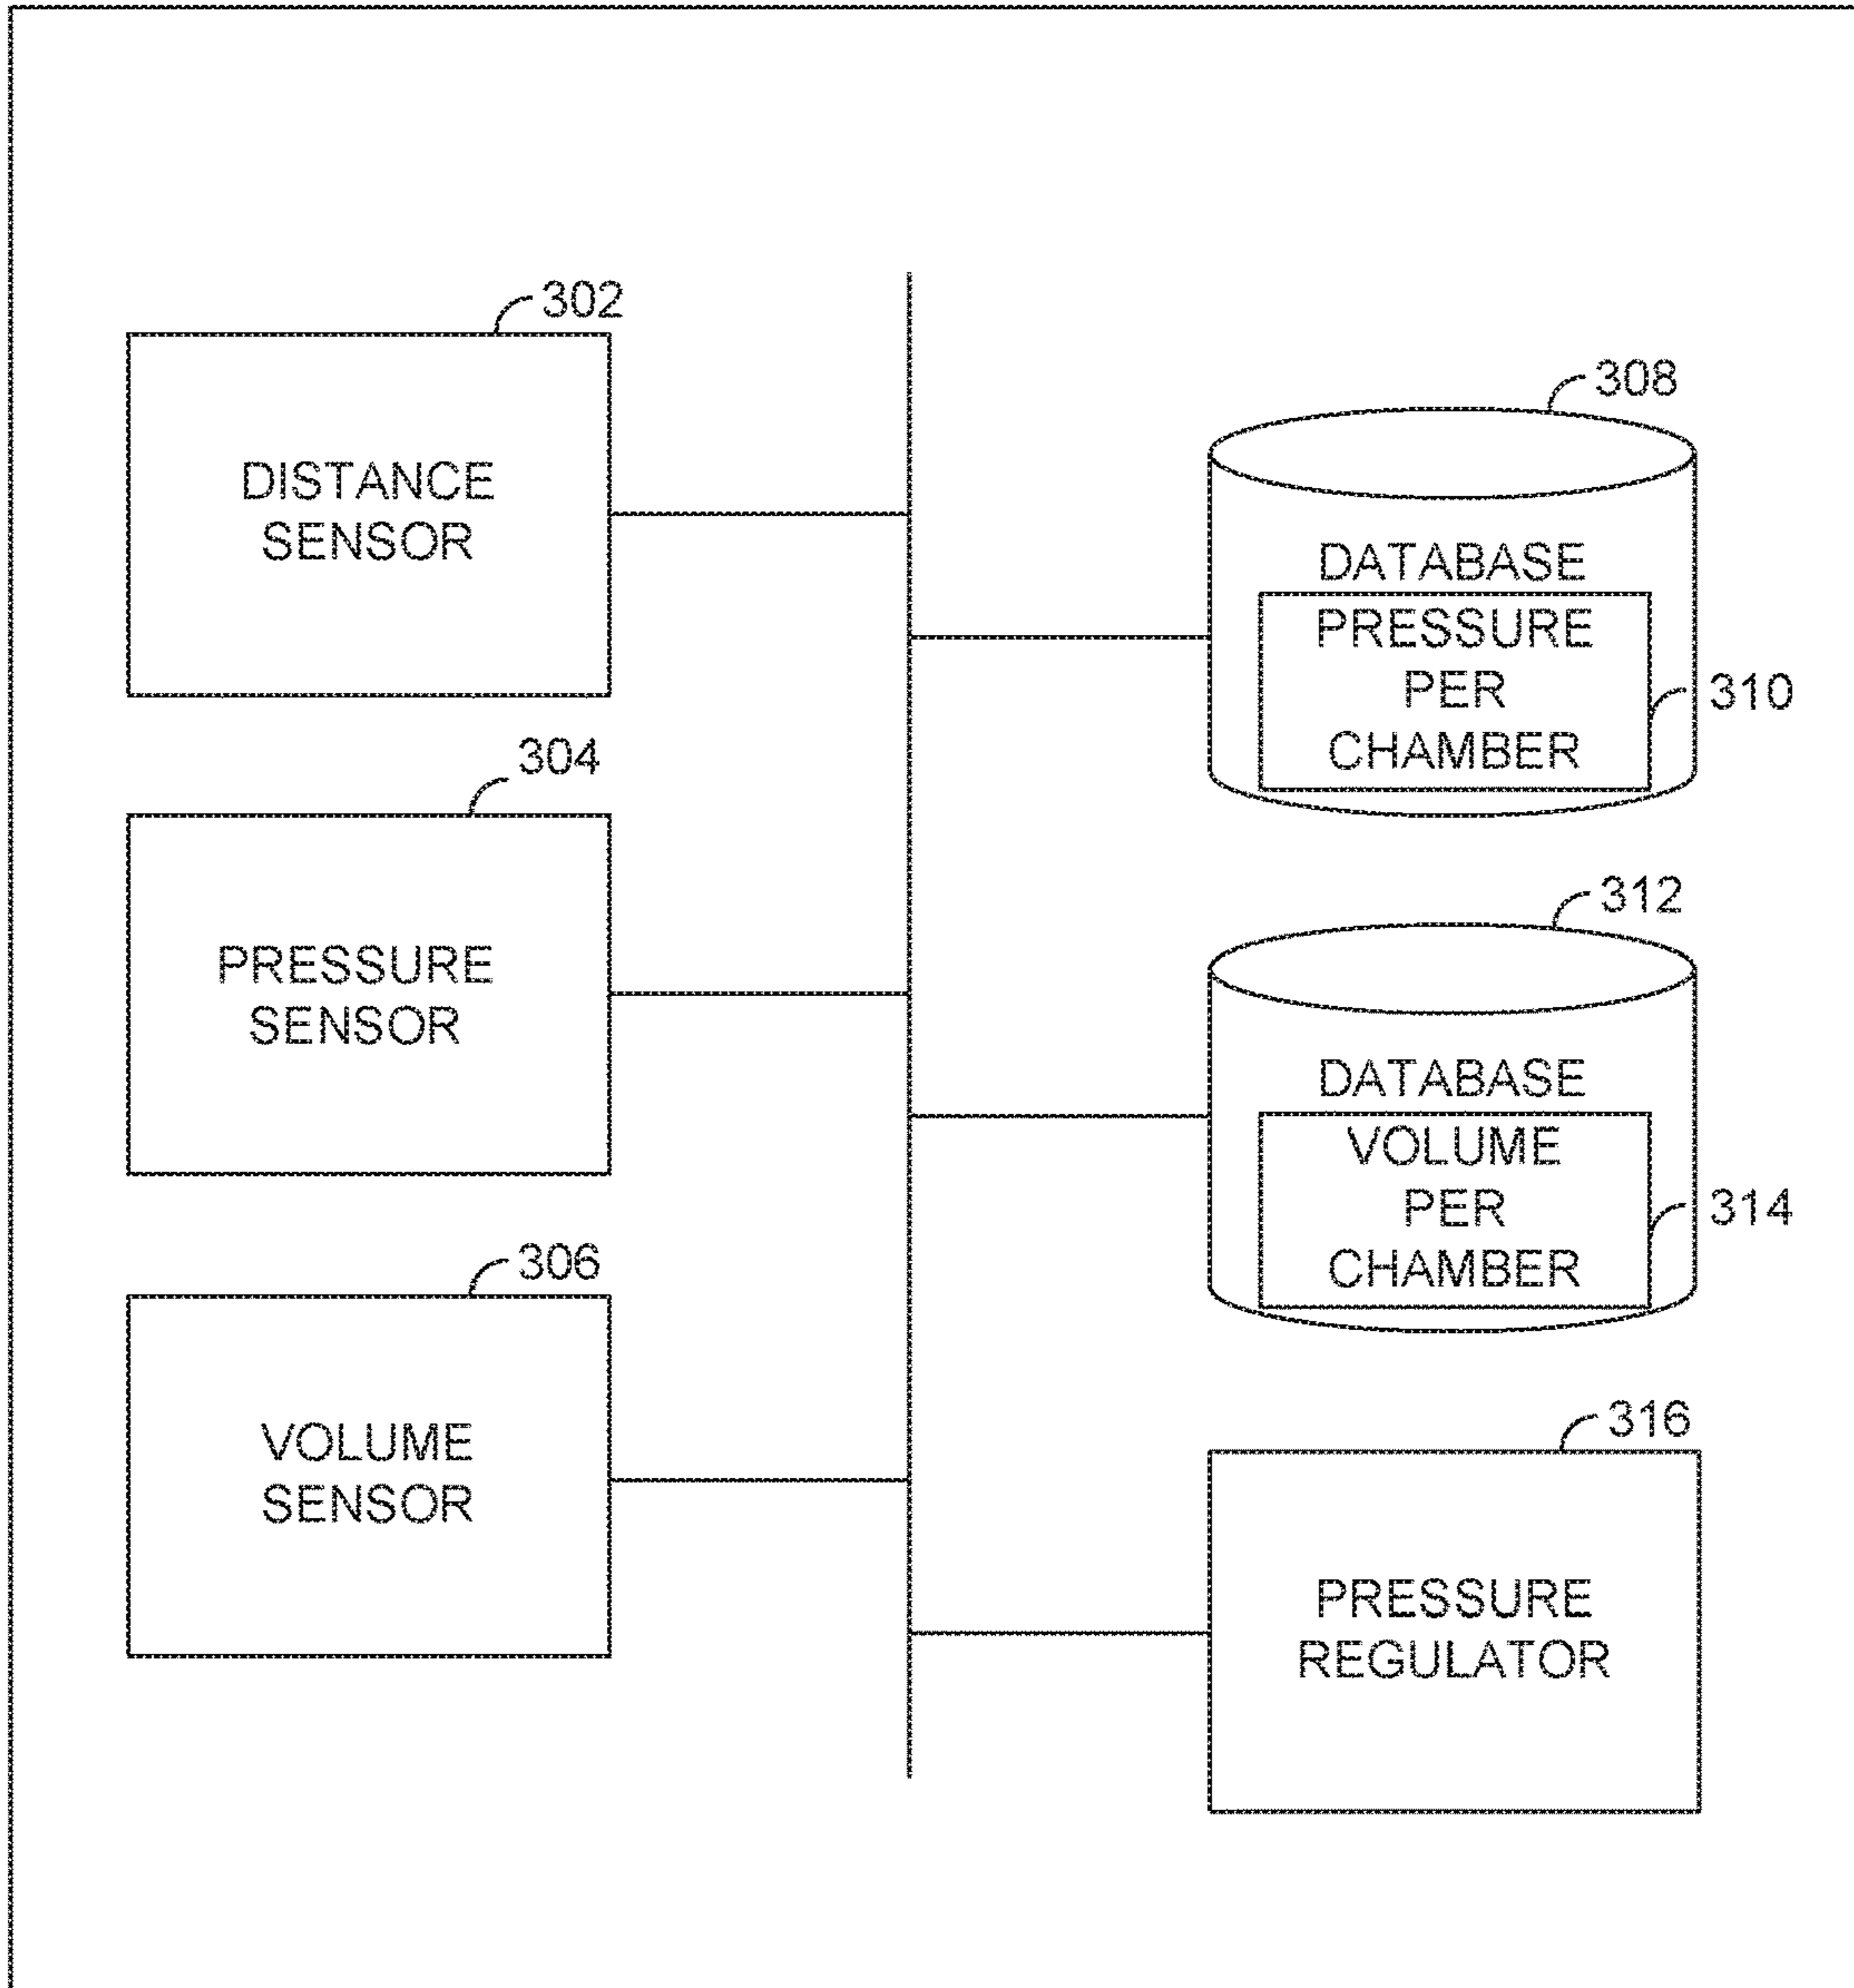 302
DISTANCE
SENSOR
304
PRESSURE
SENSOR
306
VOLUME
SENSOR
308
DATABASE
PRESSURE
PER
CHAMBER
310
312
DATABASE
VOLUME
PER
CHAMBER
314
316
PRESSURE
REGULATOR